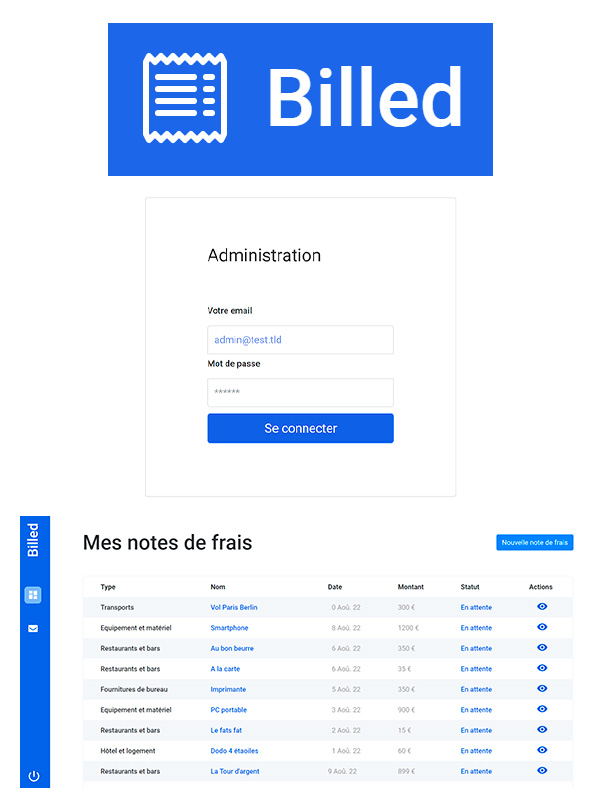 Billed
Administration
Votre email
admin@test.tld
Mot de passe
******
Se connecter
Billed
Mes notes de frais
Nouvelle note de frais
Type Nom Date Montant Statut Actions
Transports Vol Paris Berlin 0 Aoû. 22 300 € En attente
Equipement et matériel Smartphone 8 Aoû. 22 1200 € En attente
Restaurants et bars Au bon beurre 6 Aoû. 22 350 € En attente
Restaurants et bars A la carte 6 Aoû. 22 35 € En attente
Fournitures de bureau Imprimante 5 Aoû. 22 350 € En attente
Equipement et matériel PC portable 3 Aoû. 22 900 € En attente
Restaurants et bars Le fats fat 2 Aoû. 22 15 € En attente
Hôtel et logement Dodo 4 étaoiles 1 Aoû. 22 60 € En attente
Restaurants et bars La Tour d'argent 9 Aoû. 22 899 € En attente